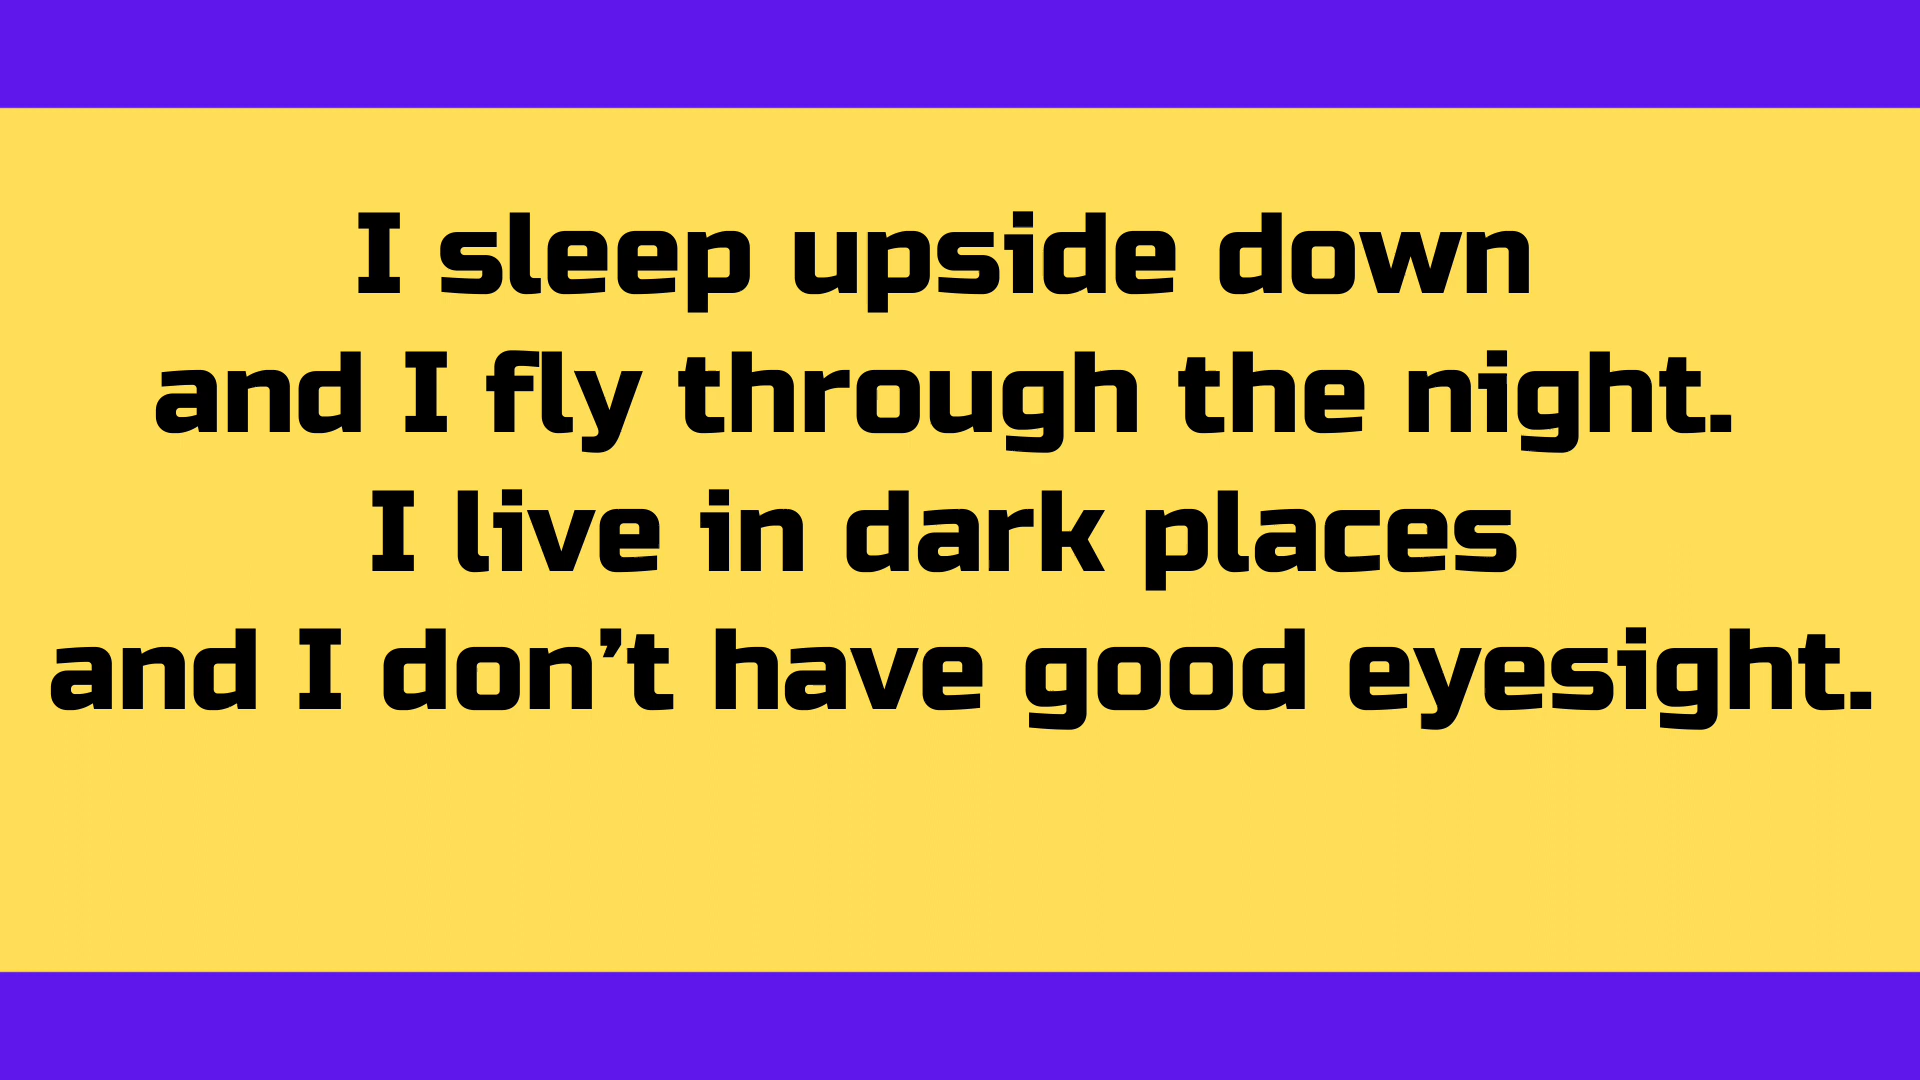 I sleep upside down
and I fly through the night.
I live in dark places
and I don’t have good eyesight.